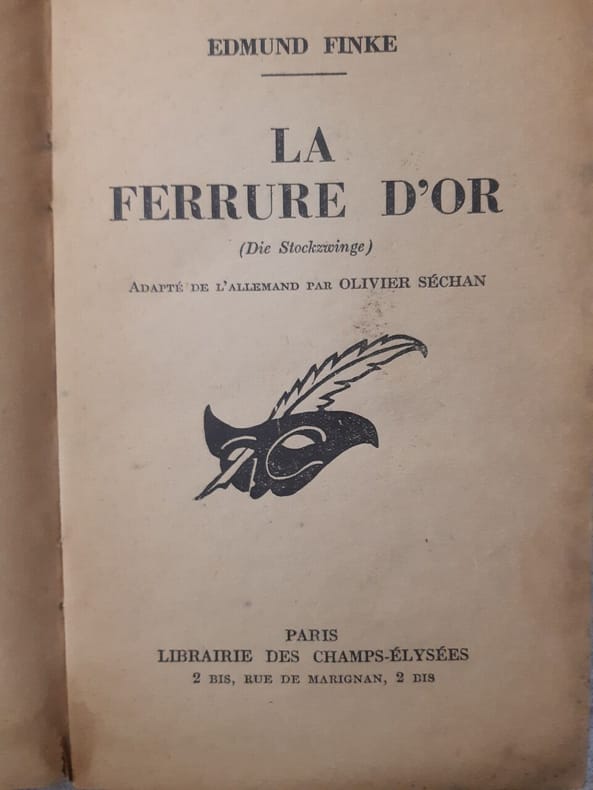 EDMUND FINKE
LA
FERRURE D'OR
(Die Stockzwinge)
ADAPTÉ DE L'ALLEMAND PAR OLIVIER SÉCHAN
PARIS
LIBRAIRIE DES CHAMPS-ÉLYSÉES
2 BIS, RUE DE MARIGNAN, 2 BIS